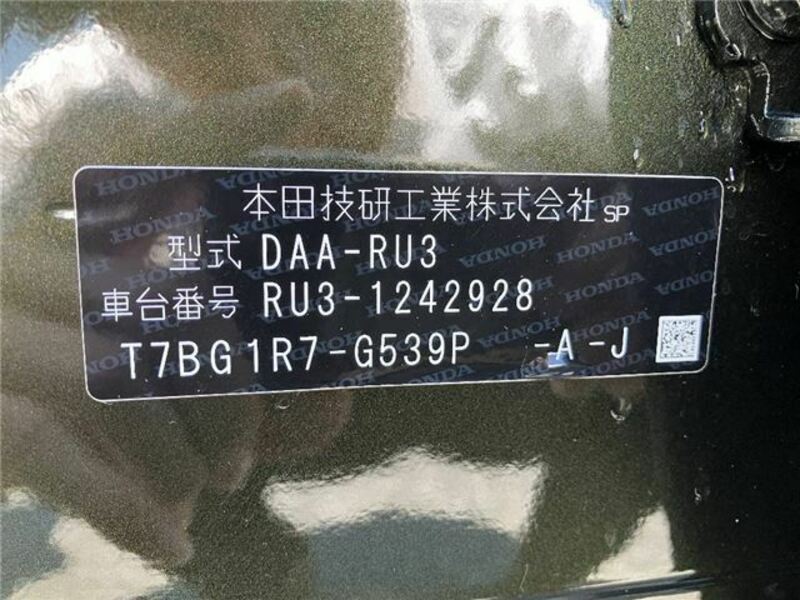 本田技研工業株式会社 SP
型式 DAA-RU3
車台番号 RU3-1242928
T7BG1R7-G539P -A -J